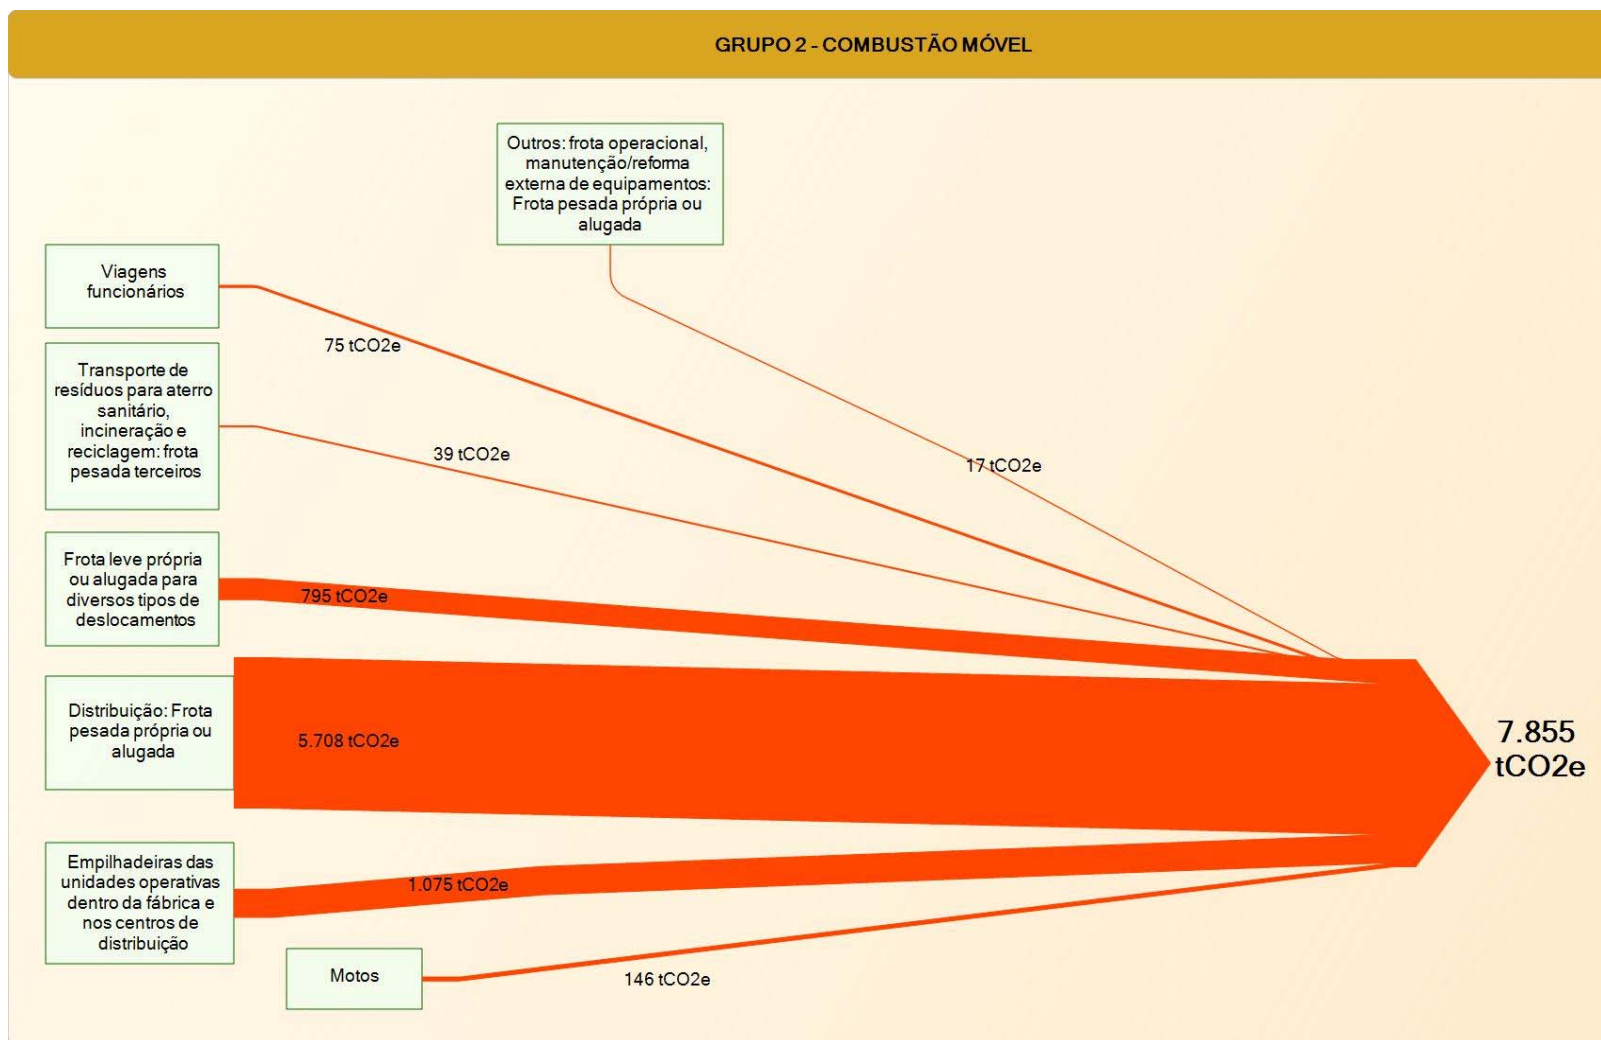 GRUPO 2 - COMBUSTÃO MÓVEL
Outros: frota operacional,
manutenção/reforma
externa de equipamentos:
Frota pesada própria ou
alugada
Viagens
funcionários
75 tCO2e
Transporte de
resíduos para aterro
sanitário,
incineração e
reciclagem: frota
pesada terceiros
39 tCO2e
17 tCO2e
Frota leve própria
ou alugada para
diversos tipos de
deslocamentos
795 tCO2e
Distribuição: Frota
pesada própria ou
alugada
5.708 tCO2e
7.855
tCO2e
Empilhadeiras das
unidades operativas
dentro da fábrica e
nos centros de
distribuição
1.075 tCO2e
Motos
146 tCO2e